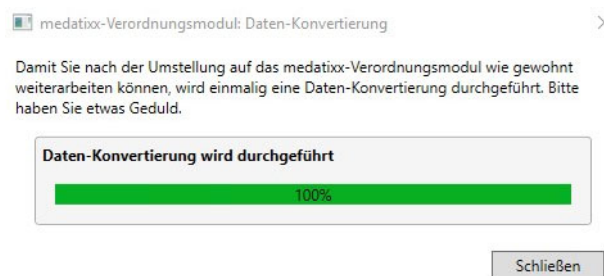 medatixx-Verordnungsmodul: Daten-Konvertierung
Damit Sie nach der Umstellung auf das medatixx-Verordnungsmodul wie gewohnt
weiterarbeiten können, wird einmalig eine Daten-Konvertierung durchgeführt. Bitte
haben Sie etwas Geduld.
Daten-Konvertierung wird durchgeführt
100%
Schließen